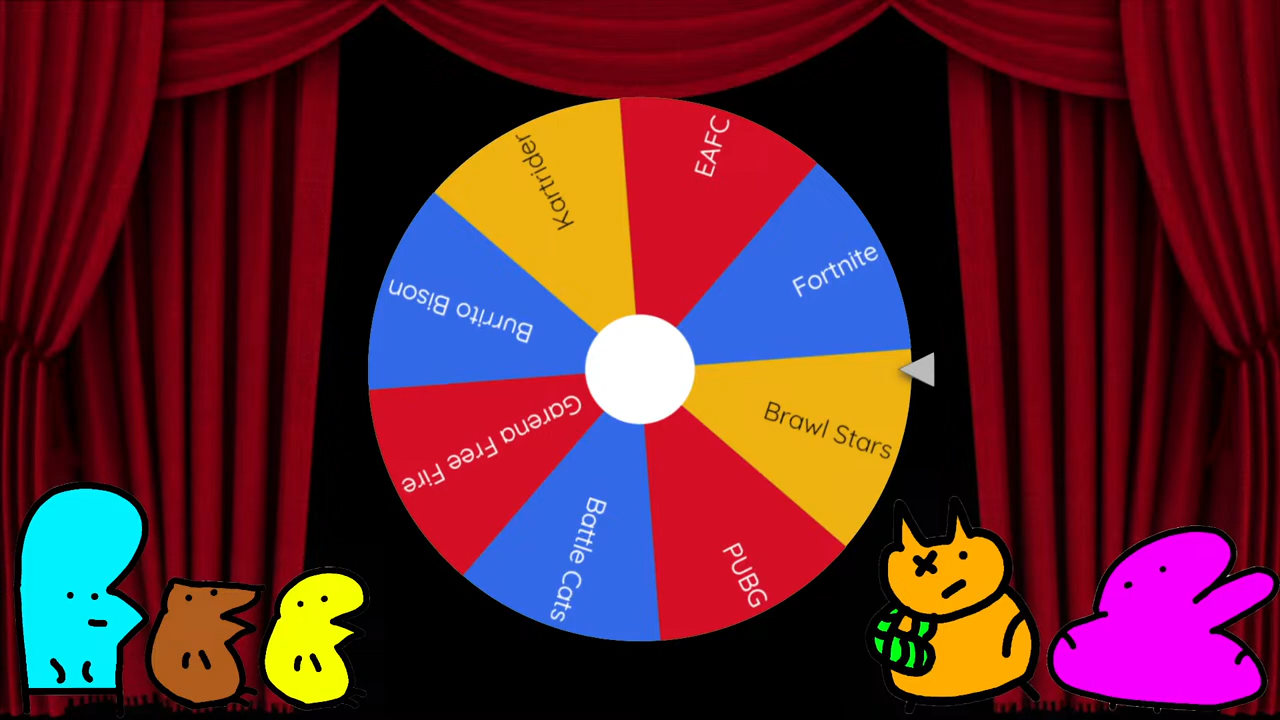 EAFC
Fortnite
Brawl Stars
PUBG
Battle Cats
Garena Free Fire
Burrito Bison
Kartrider